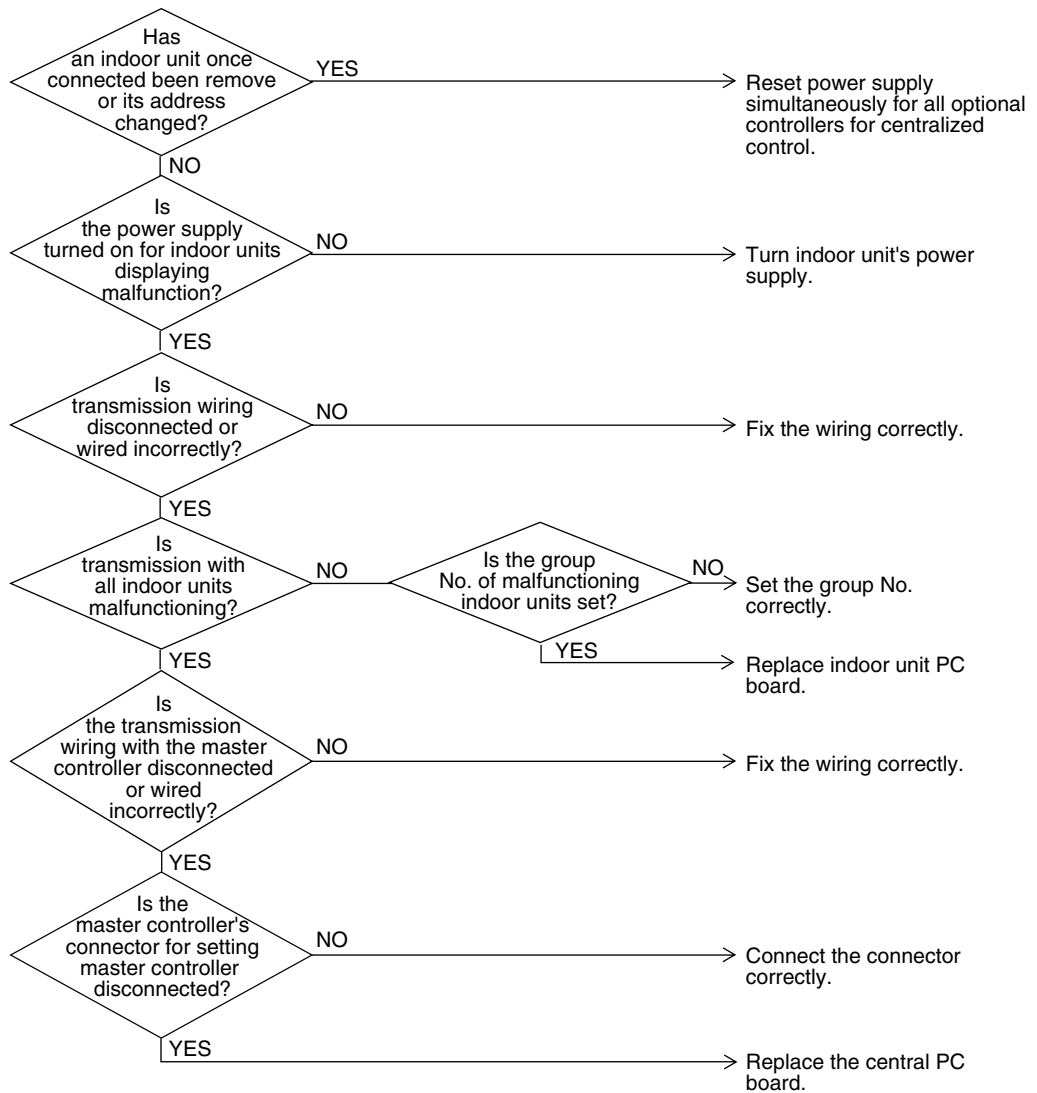 Has
an indoor unit once
connected been remove
or its address
changed?
YES
Reset power supply
simultaneously for all optional
controllers for centralized
control.
NO
Is
the power supply
turned on for indoor units
displaying
malfunction?
NO
Turn indoor unit's power
supply.
YES
Is
transmission wiring
disconnected or
wired incorrectly?
NO
Fix the wiring correctly.
YES
Is
transmission with
all indoor units
malfunctioning?
NO
Is the group
No. of malfunctioning
indoor units set?
NO
Set the group No.
correctly.
YES
Replace indoor unit PC
board.
YES
Is
the transmission
wiring with the master
controller disconnected
or wired
incorrectly?
NO
Fix the wiring correctly.
YES
Is the
master controller's
connector for setting
master controller
disconnected?
NO
Connect the connector
correctly.
YES
Replace the central PC
board.